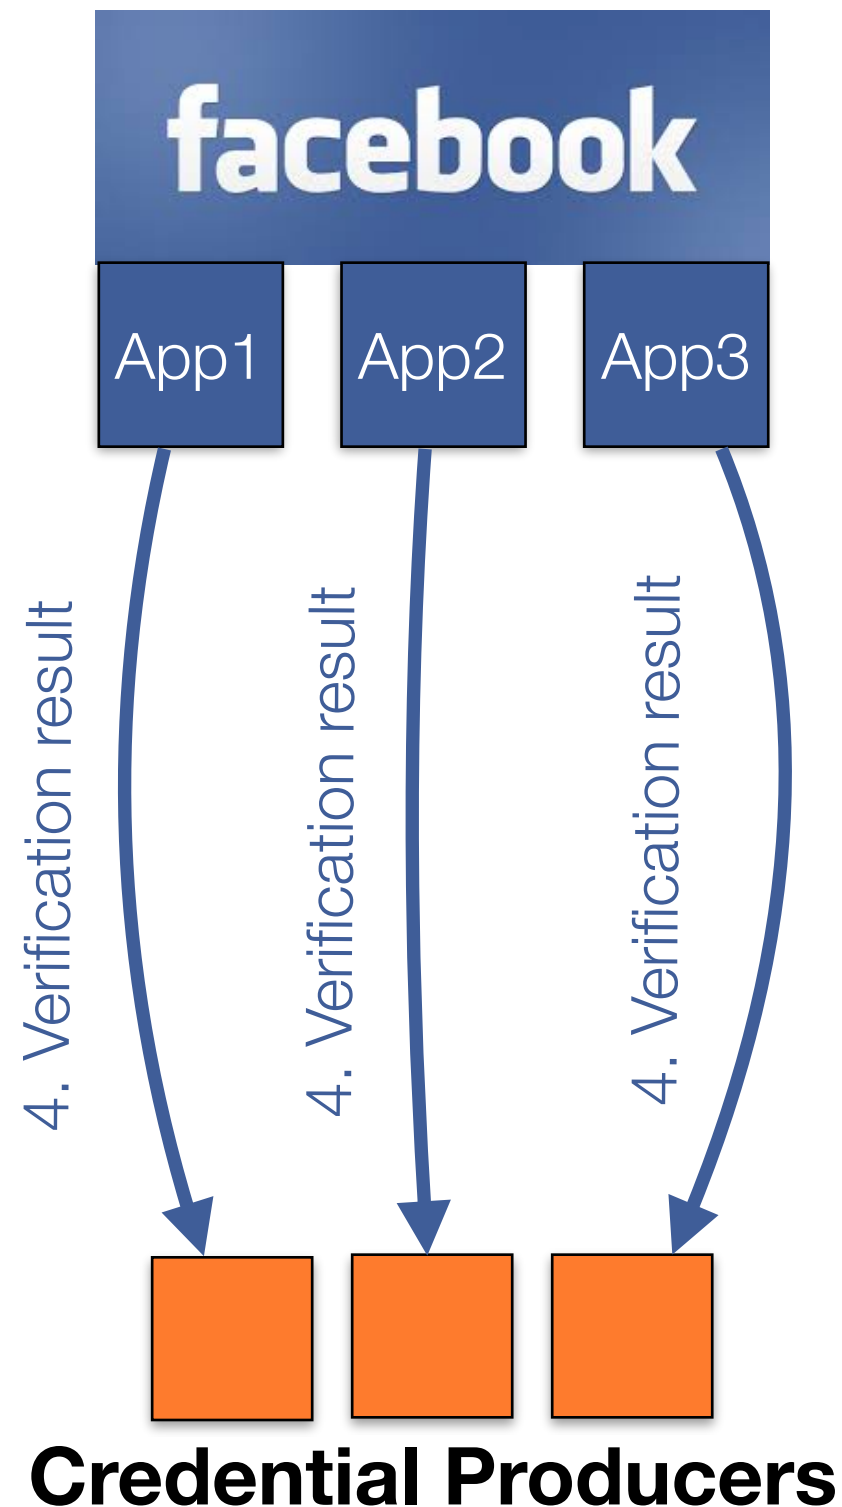 facebook
App1 App2 App3
4. Verification result
4. Verification result
4. Verification result
Credential Producers